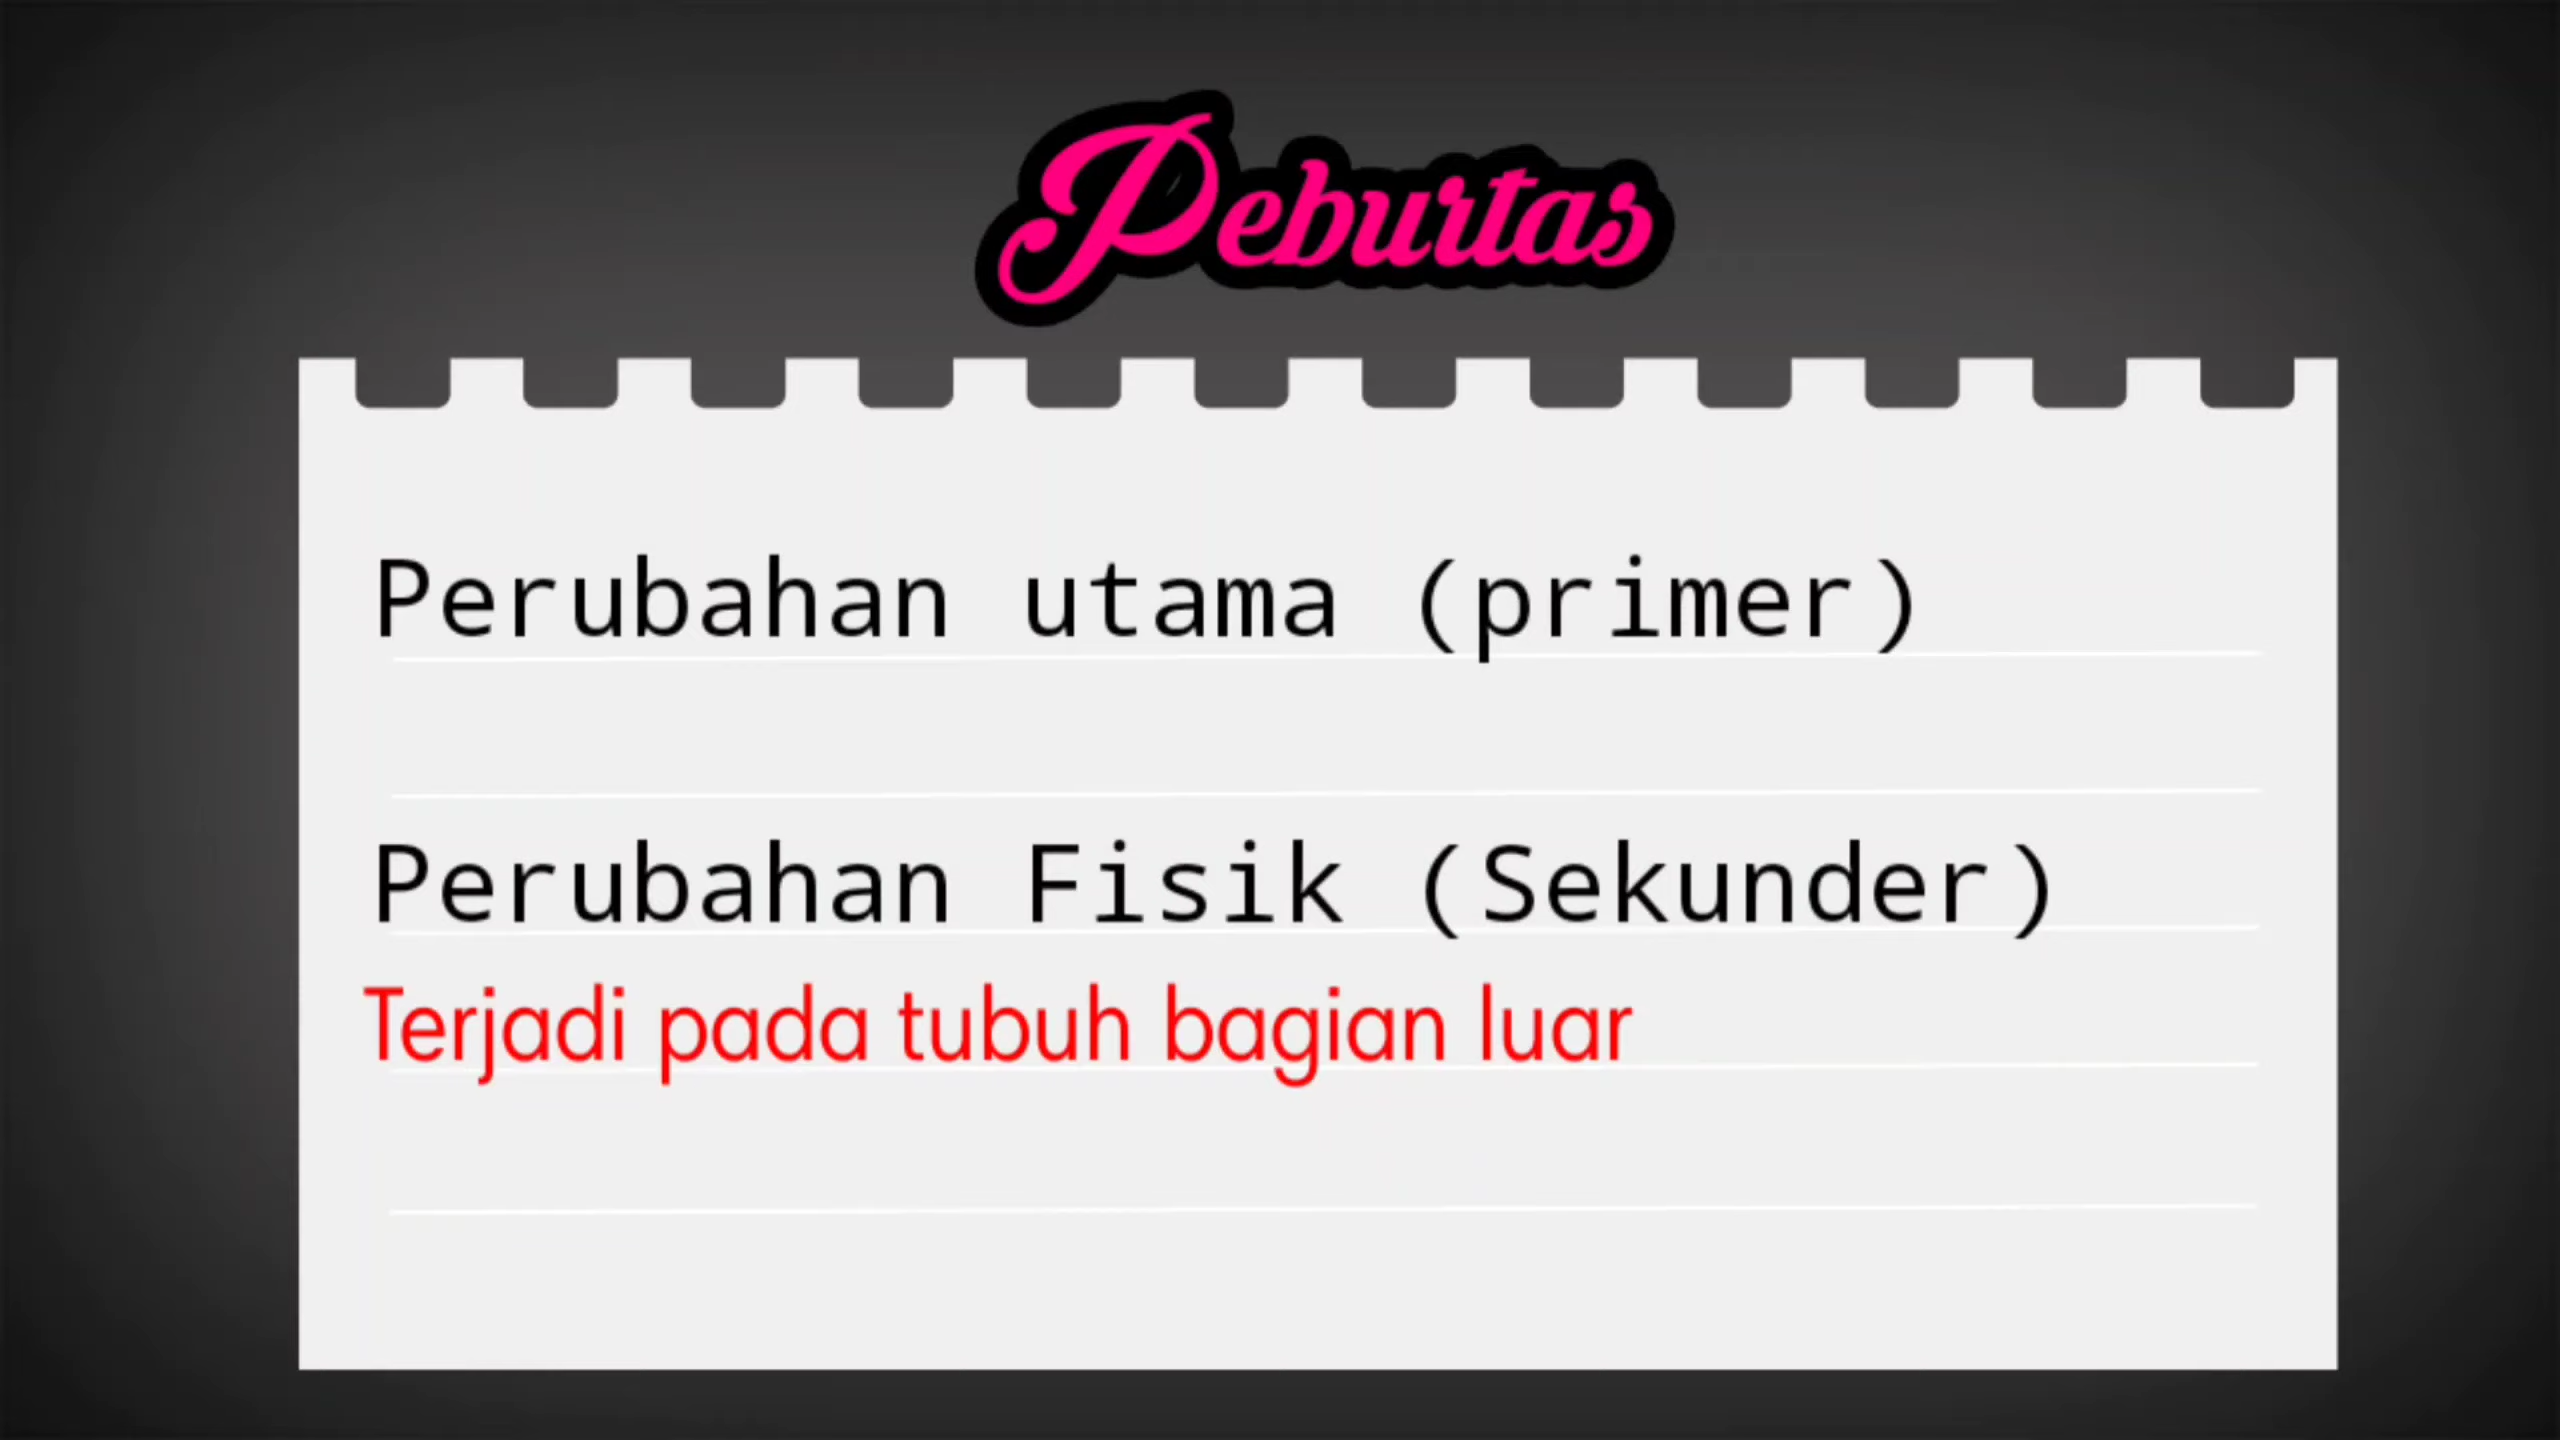 Peburtas
Perubahan utama (primer)
Perubahan Fisik (Sekunder)
Terjadi pada tubuh bagian luar